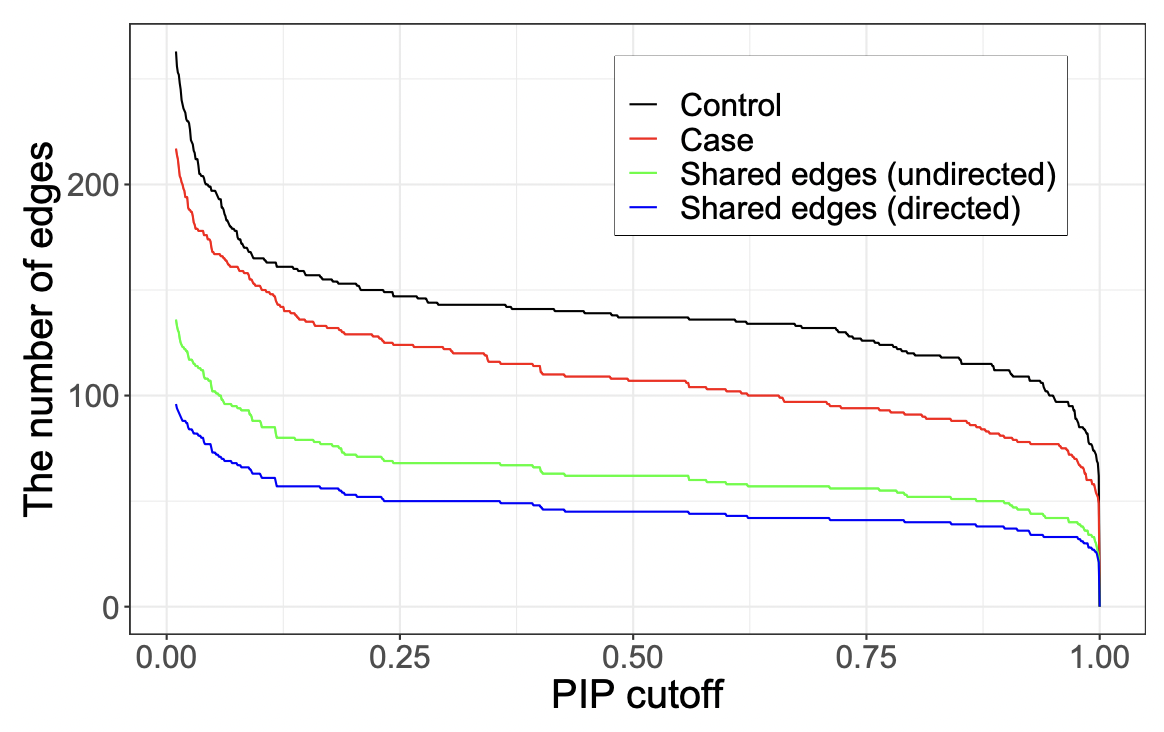 Control
Case
Shared edges (undirected)
Shared edges (directed)
The number of edges
200
100
0
0.00 0.25 0.50 0.75 1.00
PIP cutoff